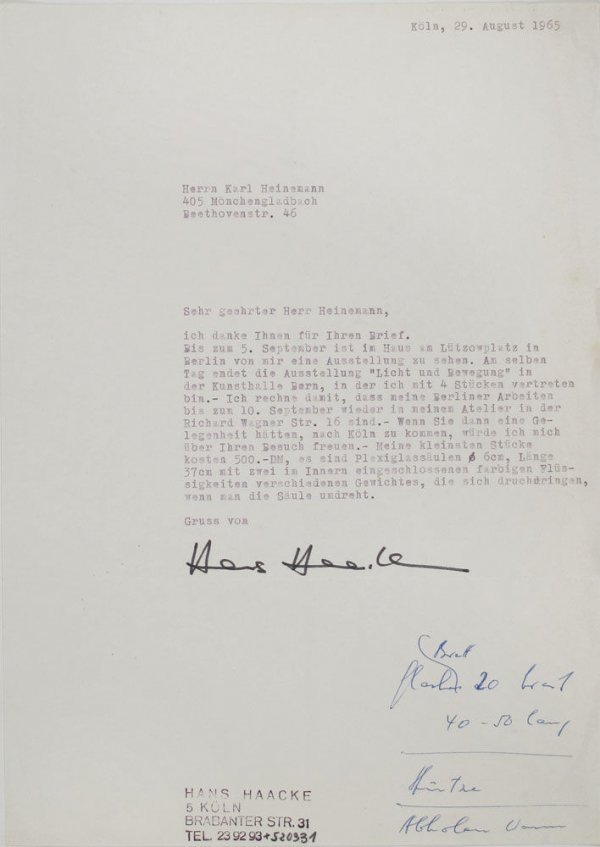 Köln, 29. August 1965
Herrn Karl Heinemann
405 Mönchengladbach
Beethovenstr. 46
Sehr geehrter Herr Heinemann,
ich danke Ihnen für Ihren Brief.
Bis zum 5. September ist im Haus am Lützowplatz in
Berlin von mir eine Ausstellung zu sehen. Am selben
Tag endet die Ausstellung "Licht und Bewegung" in
der Kunsthalle Bern, in der ich mit 4 Stücken vertreten
bin.- Ich rechne damit, dass meine Berliner Arbeiten
bis zum 10. September wieder in meinem Atelier in der
Richard Wagner Str. 16 sind.- Wenn Sie dann eine Ge-
legenheit hätten, nach Köln zu kommen, würde ich mich
über Ihren Besuch freuen.- Meine kleinsten Stücke
kosten 500.-DM, es sind Plexiglassäulen ø 6cm, Länge
37cm mit zwei im Innern eingeschlossenen farbigen Flüs-
sigkeiten verschiedenen Gewichtes, die sich druchdringen,
wenn man die Säule umdreht.
Gruss von
Hans Haacke
20 breit
40-50 lang
Abholen
HANS HAACKE
5 KÖLN
BRABANTER STR. 31
TEL. 23 92 93 + 520331